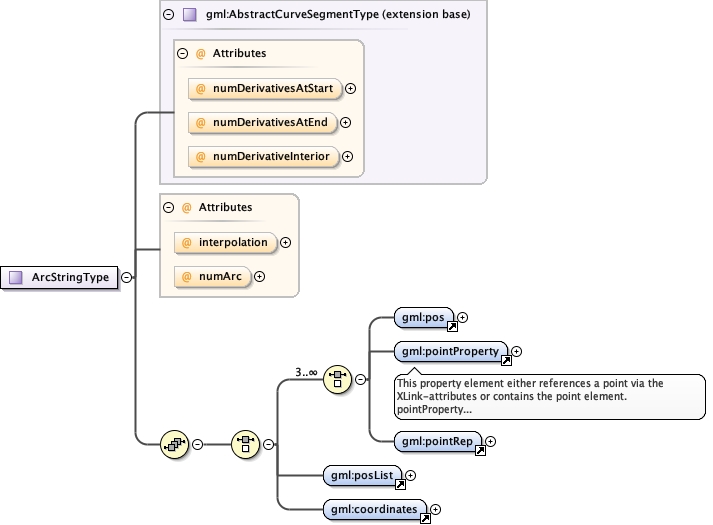 gml:AbstractCurveSegmentType (extension base)
@ Attributes
@ numDerivativesAtStart
@ numDerivativesAtEnd
@ numDerivativeInterior
@ Attributes
@ interpolation
@ numArc
ArcStringType
gml:pos
gml:pointProperty
3..∞
This property element either references a point via the
XLink-attributes or contains the point element.
pointProperty...
gml:pointRep
gml:posList
gml:coordinates